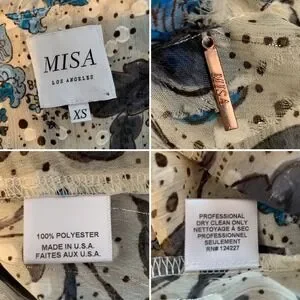 MISA
LOS ANGELES
XS
MISA
100% POLYESTER
MADE IN U.S.A.
FAITES AUX U.S.A.
PROFESSIONAL
DRY CLEAN ONLY
NETTOYAGE À SEC
PROFESSIONNEL
SEULEMENT
RN# 124227